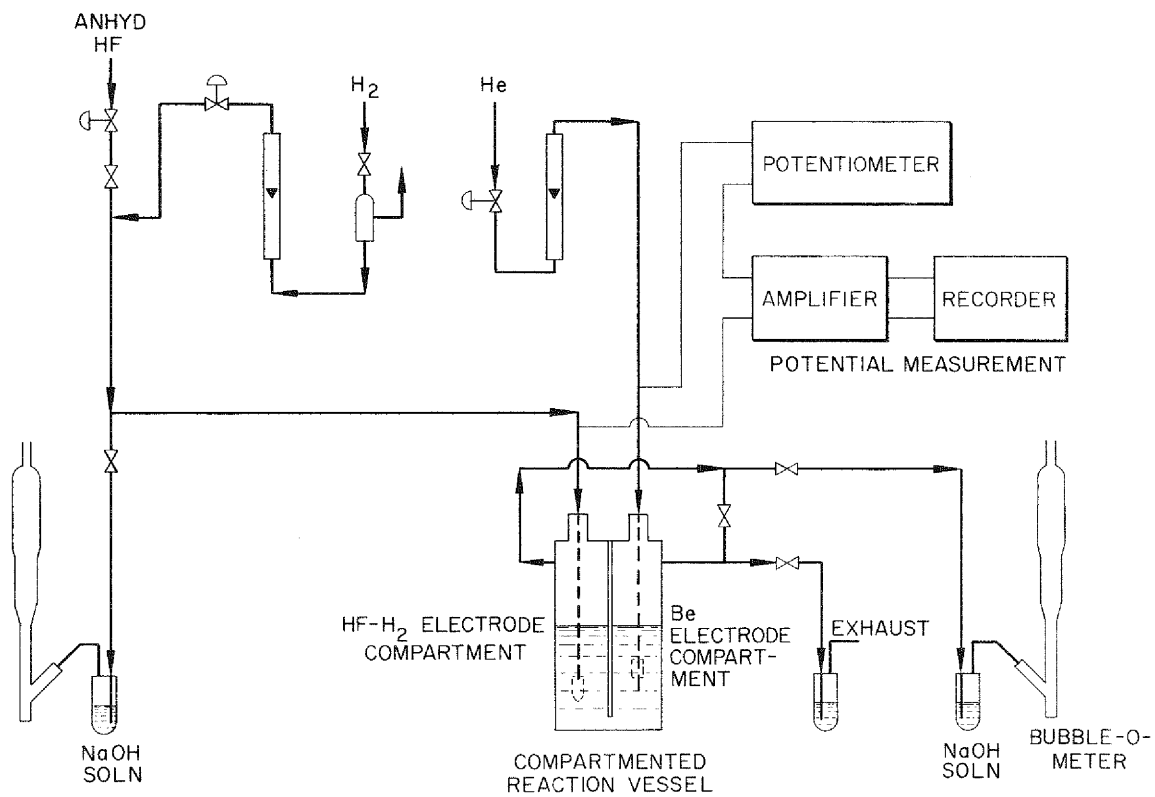 ANHYD
HF
H₂
He
POTENTIOMETER
AMPLIFIER
RECORDER
POTENTIAL MEASUREMENT
HF-H₂ ELECTRODE
COMPARTMENT
Be
ELECTRODE
COMPART-
MENT
EXHAUST
NaOH
SOLN
COMPARTMENTED
REACTION VESSEL
NaOH
SOLN
BUBBLE-O-
METER